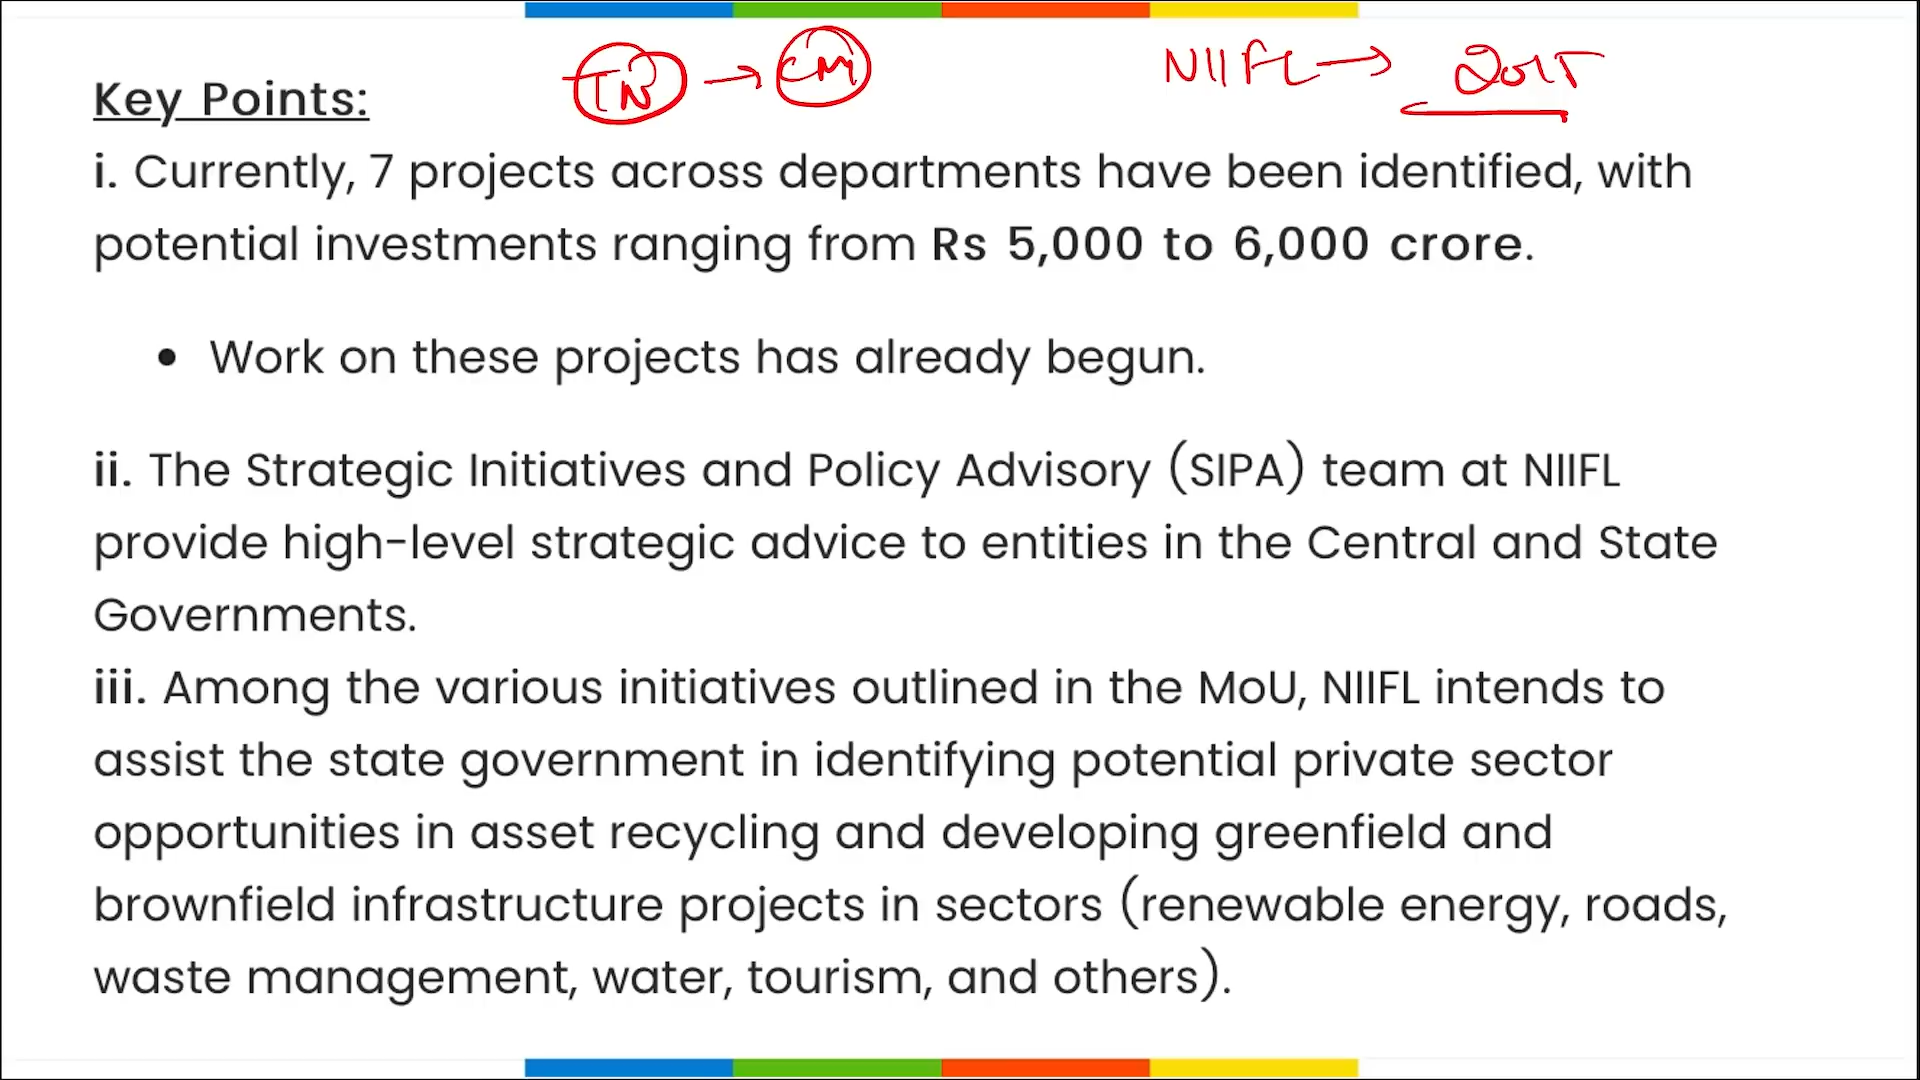 TN → CM
NIIFL → 2015
Key Points:
i. Currently, 7 projects across departments have been identified, with
potential investments ranging from Rs 5,000 to 6,000 crore.
• Work on these projects has already begun.
ii. The Strategic Initiatives and Policy Advisory (SIPA) team at NIIFL
provide high-level strategic advice to entities in the Central and State
Governments.
iii. Among the various initiatives outlined in the MoU, NIIFL intends to
assist the state government in identifying potential private sector
opportunities in asset recycling and developing greenfield and
brownfield infrastructure projects in sectors (renewable energy, roads,
waste management, water, tourism, and others).